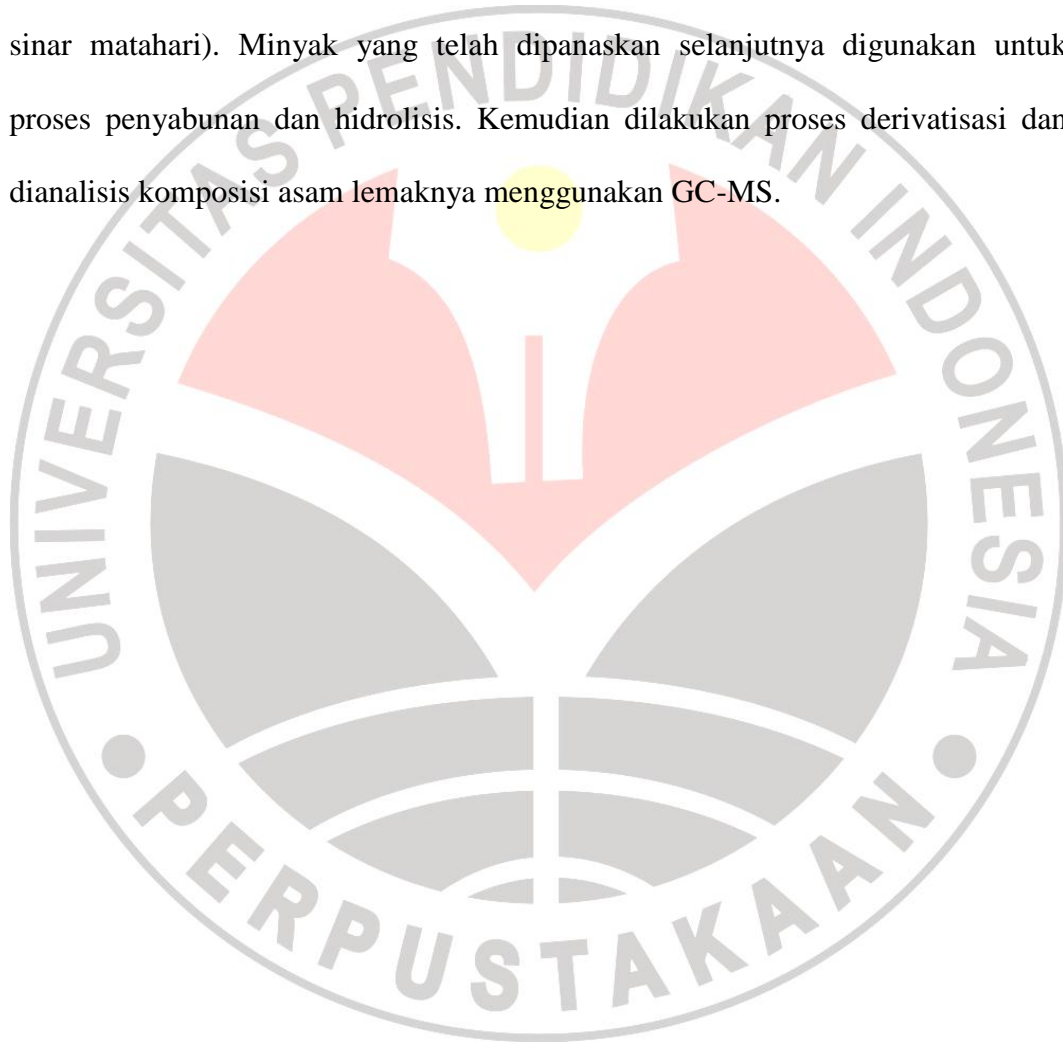 sinar matahari). Minyak yang telah dipanaskan selanjutnya digunakan untuk
proses penyabunan dan hidrolisis. Kemudian dilakukan proses derivatisasi dan
dianalisis komposisi asam lemaknya menggunakan GC-MS.
UNIVERSITAS PENDIDIKAN INDONESIA
PERPUSTAKAAN